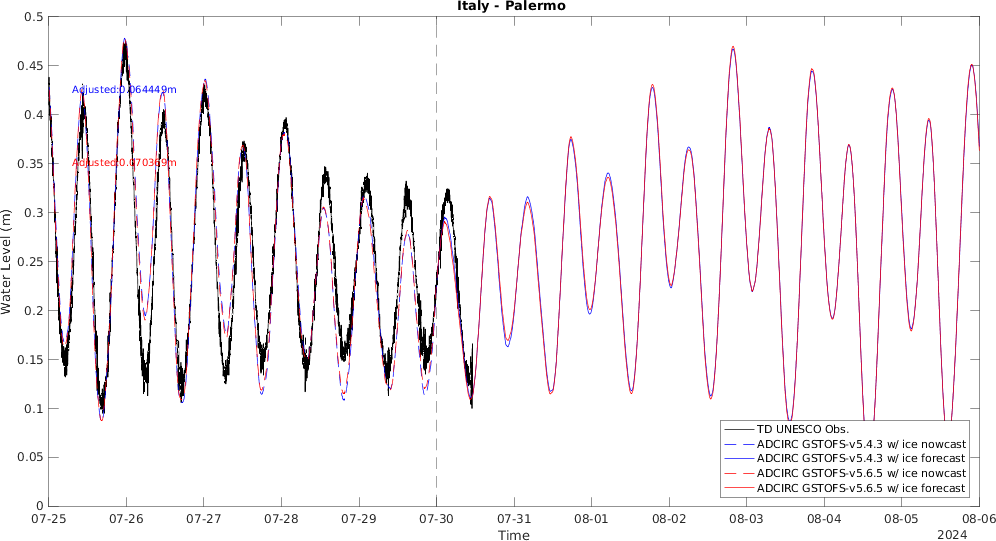 Italy - Palermo
0.5
0.45
0.4
0.35
0.3
0.25
0.2
0.15
0.1
0.05
0
Water Level (m)
Adjusted:0.064449m
Adjusted:0.070369m
TD UNESCO Obs.
ADCIRC GSTOFS-v5.4.3 w/ ice nowcast
ADCIRC GSTOFS-v5.4.3 w/ ice forecast
ADCIRC GSTOFS-v5.6.5 w/ ice nowcast
ADCIRC GSTOFS-v5.6.5 w/ ice forecast
07-25 07-26 07-27 07-28 07-29 07-30 07-31 08-01 08-02 08-03 08-04 08-05 08-06
Time
2024